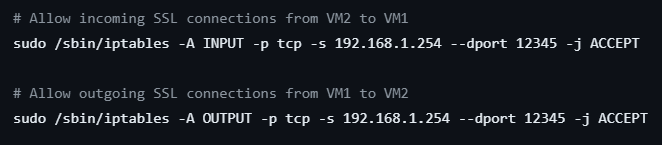 # Allow incoming SSL connections from VM2 to VM1
sudo /sbin/iptables -A INPUT -p tcp -s 192.168.1.254 --dport 12345 -j ACCEPT
# Allow outgoing SSL connections from VM1 to VM2
sudo /sbin/iptables -A OUTPUT -p tcp -s 192.168.1.254 --dport 12345 -j ACCEPT